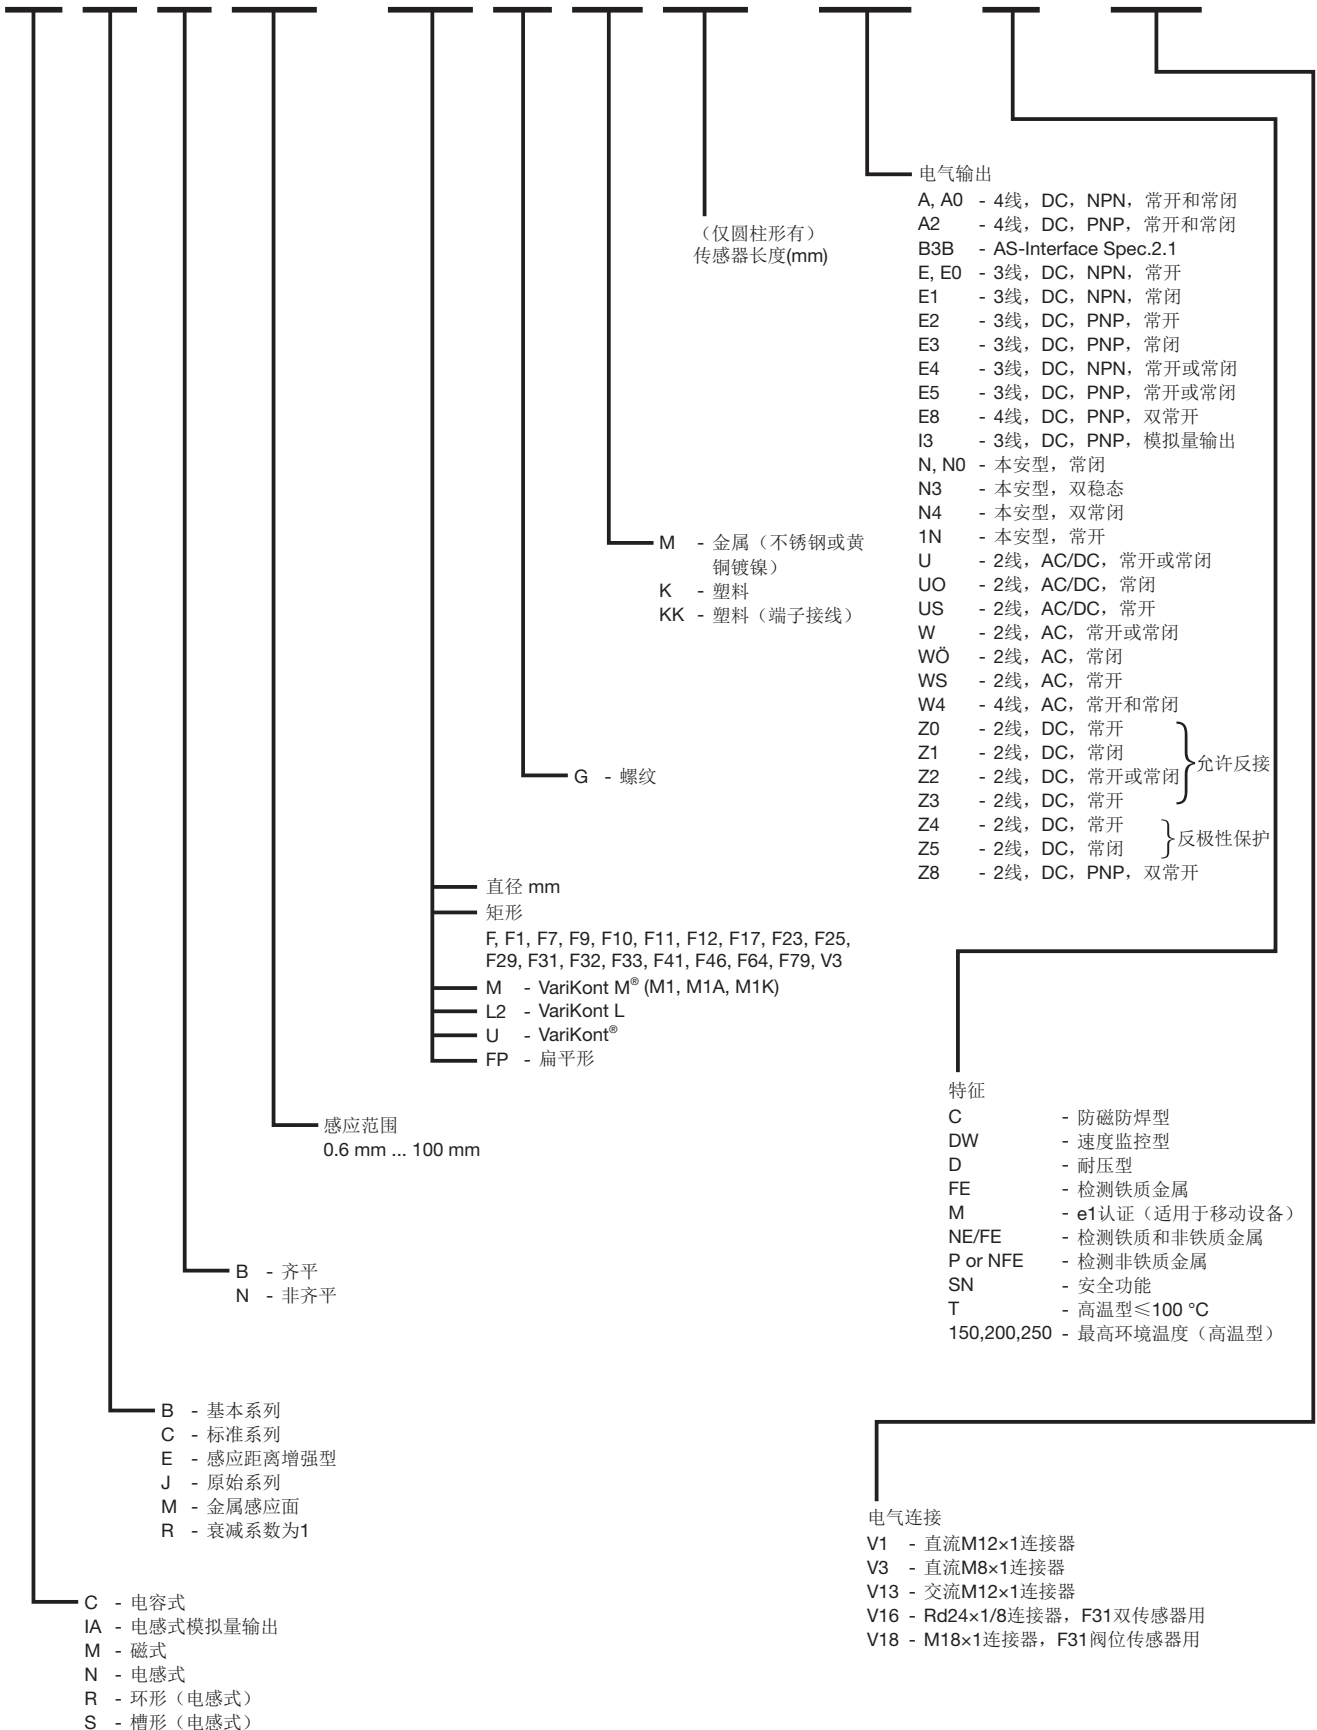 电气输出
A, A0 - 4线，DC，NPN，常开和常闭
A2 - 4线，DC，PNP，常开和常闭
B3B - AS-Interface Spec.2.1
E, E0 - 3线，DC，NPN，常开
E1 - 3线，DC，NPN，常闭
E2 - 3线，DC，PNP，常开
E3 - 3线，DC，PNP，常闭
E4 - 3线，DC，NPN，常开或常闭
E5 - 3线，DC，PNP，常开或常闭
E8 - 4线，DC，PNP，双常开
I3 - 3线，DC，PNP，模拟量输出
N, N0 - 本安型，常闭
N3 - 本安型，双稳态
N4 - 本安型，双常闭
1N - 本安型，常开
U - 2线，AC/DC，常开或常闭
UO - 2线，AC/DC，常闭
US - 2线，AC/DC，常开
W - 2线，AC，常开或常闭
WÖ - 2线，AC，常闭
WS - 2线，AC，常开
W4 - 4线，AC，常开和常闭
Z0 - 2线，DC，常开
Z1 - 2线，DC，常闭
Z2 - 2线，DC，常开或常闭
Z3 - 2线，DC，常开
允许反接
Z4 - 2线，DC，常开
Z5 - 2线，DC，常闭
反极性保护
Z8 - 2线，DC，PNP，双常开
（仅圆柱形有）
传感器长度(mm)
M - 金属（不锈钢或黄
铜镀镍）
K - 塑料
KK - 塑料（端子接线）
G - 螺纹
直径 mm
矩形
F, F1, F7, F9, F10, F11, F12, F17, F23, F25,
F29, F31, F32, F33, F41, F46, F64, F79, V3
M - VariKont M® (M1, M1A, M1K)
L2 - VariKont L
U - VariKont®
FP - 扁平形
感应范围
0.6 mm ... 100 mm
特征
C - 防磁防焊型
DW - 速度监控型
D - 耐压型
FE - 检测铁质金属
M - e1认证（适用于移动设备）
NE/FE - 检测铁质和非铁质金属
P or NFE - 检测非铁质金属
SN - 安全功能
T - 高温型≤100 °C
150,200,250 - 最高环境温度（高温型）
B - 齐平
N - 非齐平
B - 基本系列
C - 标准系列
E - 感应距离增强型
J - 原始系列
M - 金属感应面
R - 衰减系数为1
电气连接
V1 - 直流M12×1连接器
V3 - 直流M8×1连接器
V13 - 交流M12×1连接器
V16 - Rd24×1/8连接器，F31双传感器用
V18 - M18×1连接器，F31阀位传感器用
C - 电容式
IA - 电感式模拟量输出
M - 磁式
N - 电感式
R - 环形（电感式）
S - 槽形（电感式）